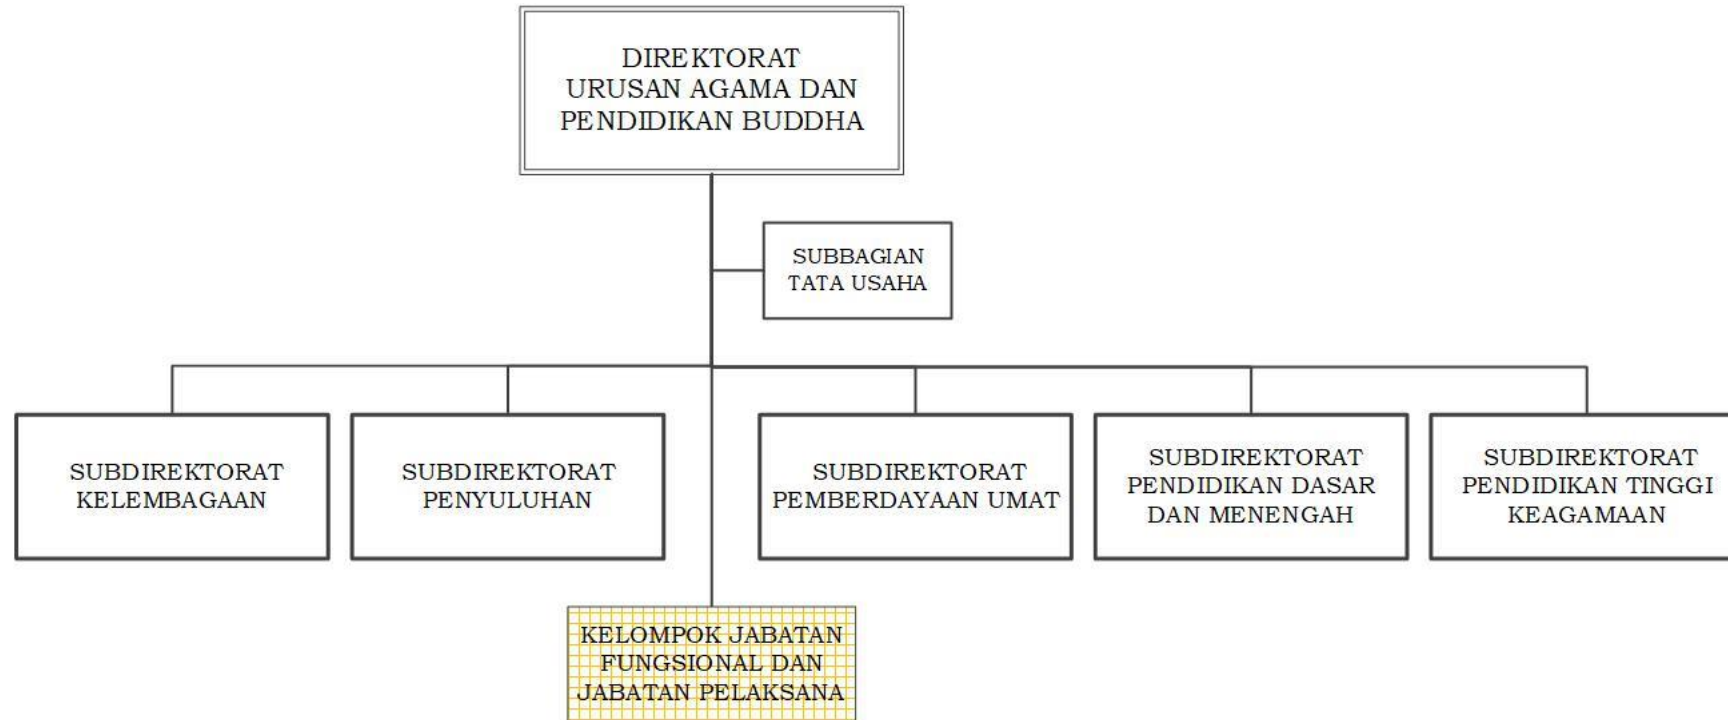 DIREKTORAT
URUSAN AGAMA DAN
PENDIDIKAN BUDDHA
SUBBAGIAN
TATA USAHA
SUBDIREKTORAT
KELEMBAGAAN
SUBDIREKTORAT
PENYULUHAN
SUBDIREKTORAT
PEMBERDAYAAN UMAT
SUBDIREKTORAT
PENDIDIKAN DASAR
DAN MENENGAH
SUBDIREKTORAT
PENDIDIKAN TINGGI
KEAGAMAAN
KELOMPOK JABATAN
FUNGSIONAL DAN
JABATAN PELAKSANA